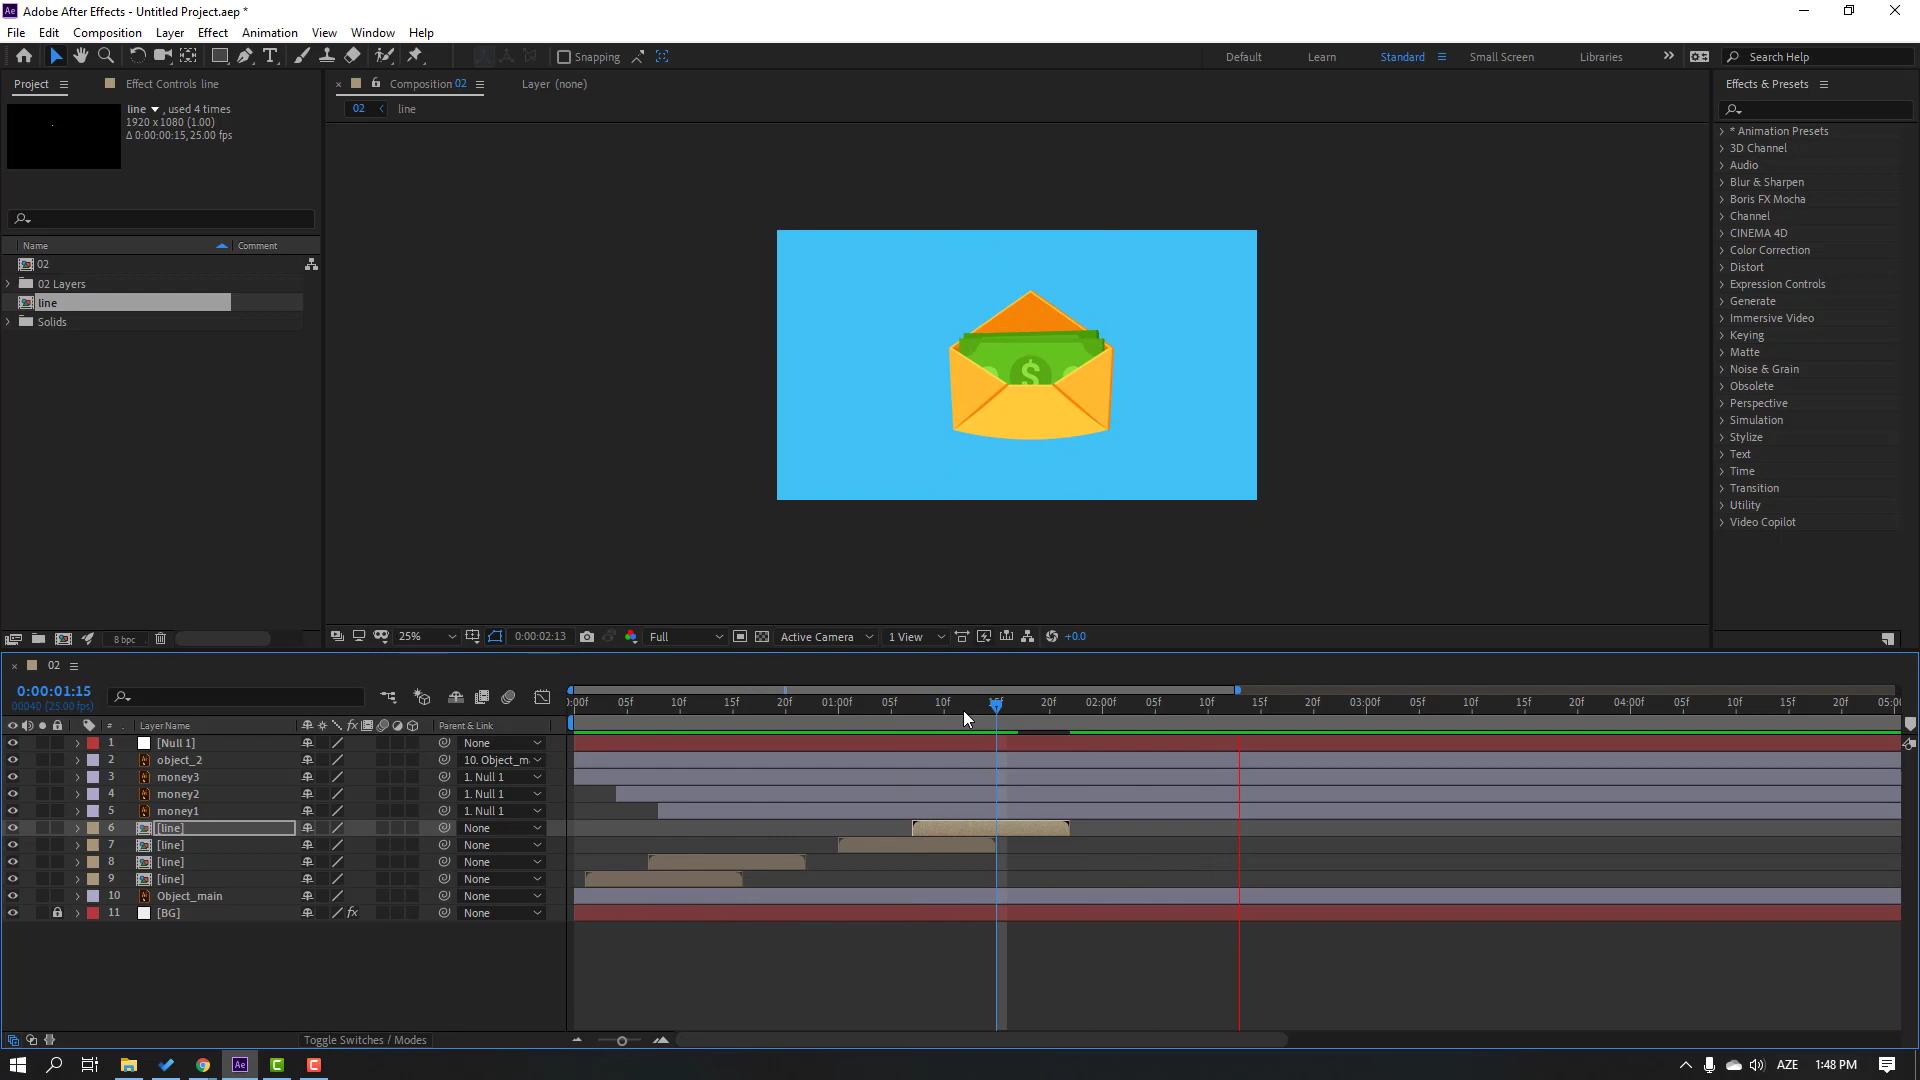 Ae Adobe After Effects - Untitled Project.aep *
File Edit Composition Layer Effect Animation View Window Help
Snapping Default Learn Standard Small Screen Libraries Search Help
Project Effect Controls line Composition 02 Layer (none) Effects & Presets
02 line
line , used 4 times
1920 x 1080 (1.00)
Δ 0:00:00:15, 25.00 fps
Name Comment
02
02 Layers
line
Solids
* Animation Presets
3D Channel
Audio
Blur & Sharpen
Boris FX Mocha
Channel
CINEMA 4D
Color Correction
Distort
Expression Controls
Generate
Immersive Video
Keying
Matte
Noise & Grain
Obsolete
Perspective
Simulation
Stylize
Text
Time
Transition
Utility
Video Copilot
$
8 bpc 25% 0:00:02:13 Full Active Camera 1 View +0.0
02
0:00:01:15
00040 (25.00 fps)
0:00f 05f 10f 15f 20f 01:00f 05f 10f 15f 20f 02:00f 05f 10f 15f 20f 03:00f 05f 10f 15f 20f 04:00f 05f 10f 15f 20f 05:00
# Layer Name fx Parent & Link
1 [Null 1] None
2 object_2 10. Object_m
3 money3 1. Null 1
4 money2 1. Null 1
5 money1 1. Null 1
6 [line] None
7 [line] None
8 [line] None
9 [line] None
10 Object_main None
11 [BG] fx None
Toggle Switches / Modes
Ae C C AZE 1:48 PM